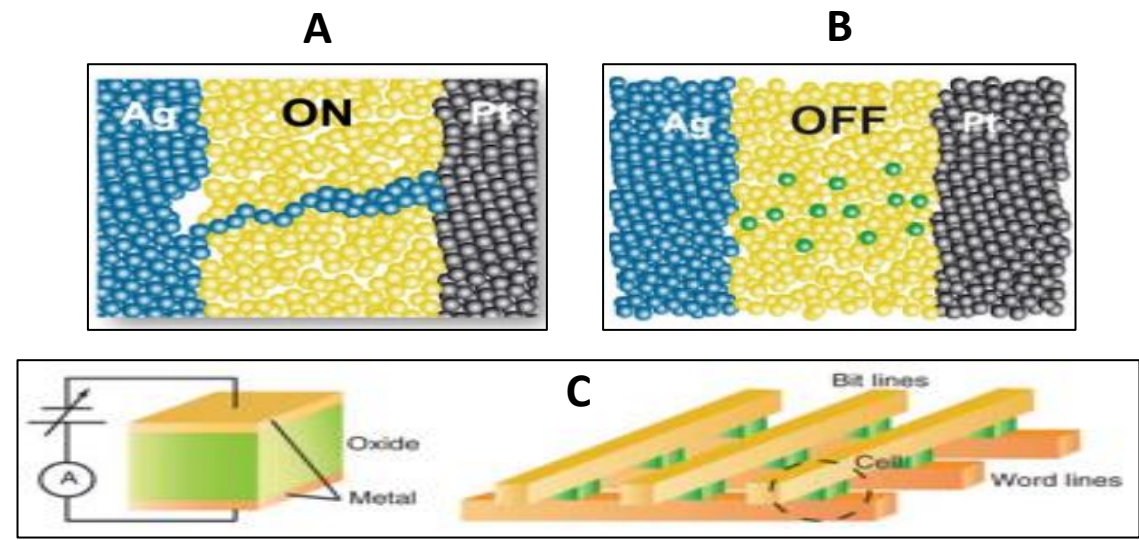 A
B
Ag ON Pt
Ag OFF Pt
C
Oxide
Metal
A
Bit lines
Cell
Word lines